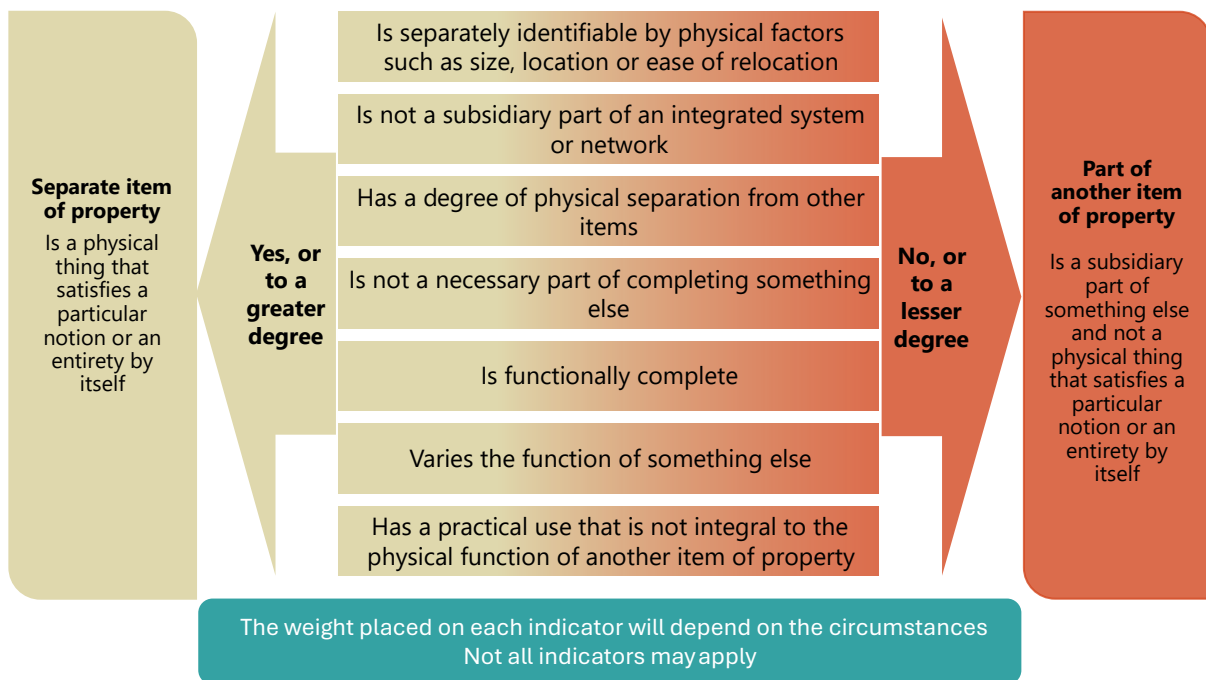 Separate item
of property
Is a physical
thing that
satisfies a
particular
notion or an
entirety by
itself
Yes, or
to a
greater
degree
Is separately identifiable by physical factors
such as size, location or ease of relocation
Is not a subsidiary part of an integrated system
or network
Has a degree of physical separation from other
items
Is not a necessary part of completing something
else
Is functionally complete
Varies the function of something else
Has a practical use that is not integral to the
physical function of another item of property
No, or
to a
lesser
degree
Part of
another item
of property
Is a subsidiary
part of
something else
and not a
physical thing
that satisfies a
particular
notion or an
entirety by
itself
The weight placed on each indicator will depend on the circumstances
Not all indicators may apply